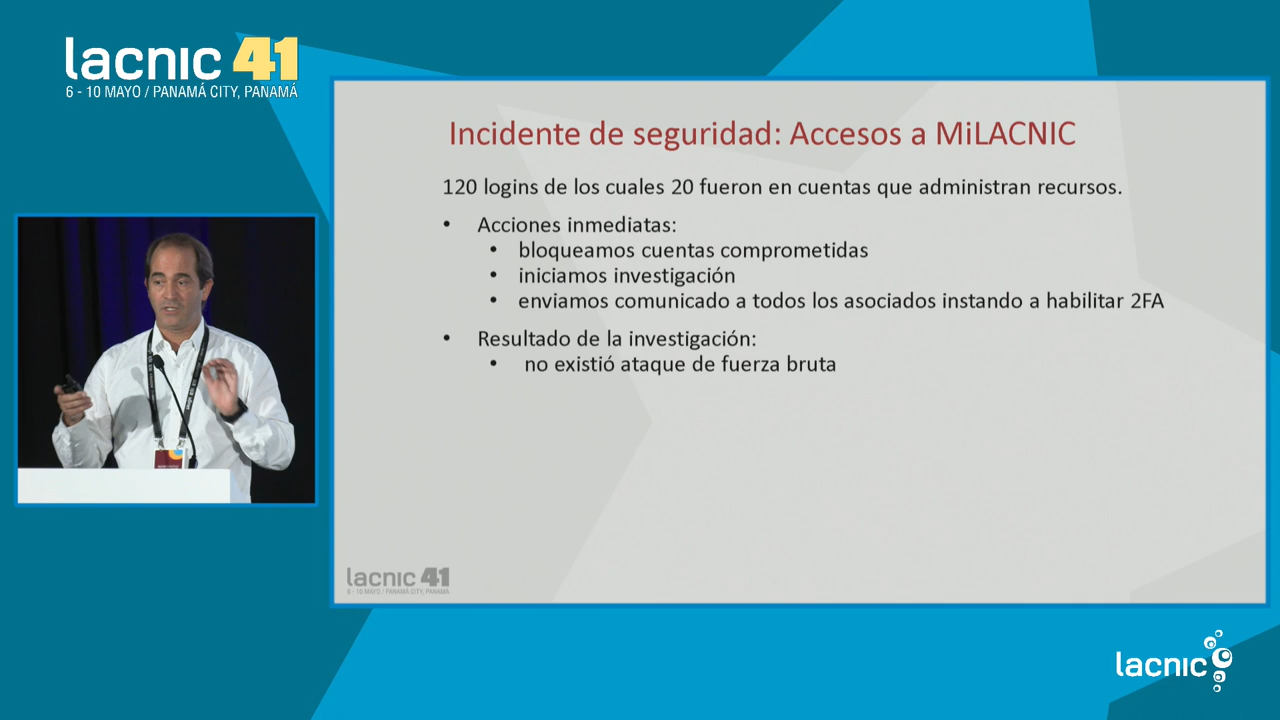 lacnic 41
6 - 10 MAYO / PANAMÁ CITY, PANAMÁ
Incidente de seguridad: Accesos a MiLACNIC
120 logins de los cuales 20 fueron en cuentas que administran recursos.
• Acciones inmediatas:
• bloqueamos cuentas comprometidas
• iniciamos investigación
• enviamos comunicado a todos los asociados instando a habilitar 2FA
• Resultado de la investigación:
• no existió ataque de fuerza bruta
lacnic 41
6 - 10 MAYO / PANAMÁ CITY, PANAMÁ
lacnic